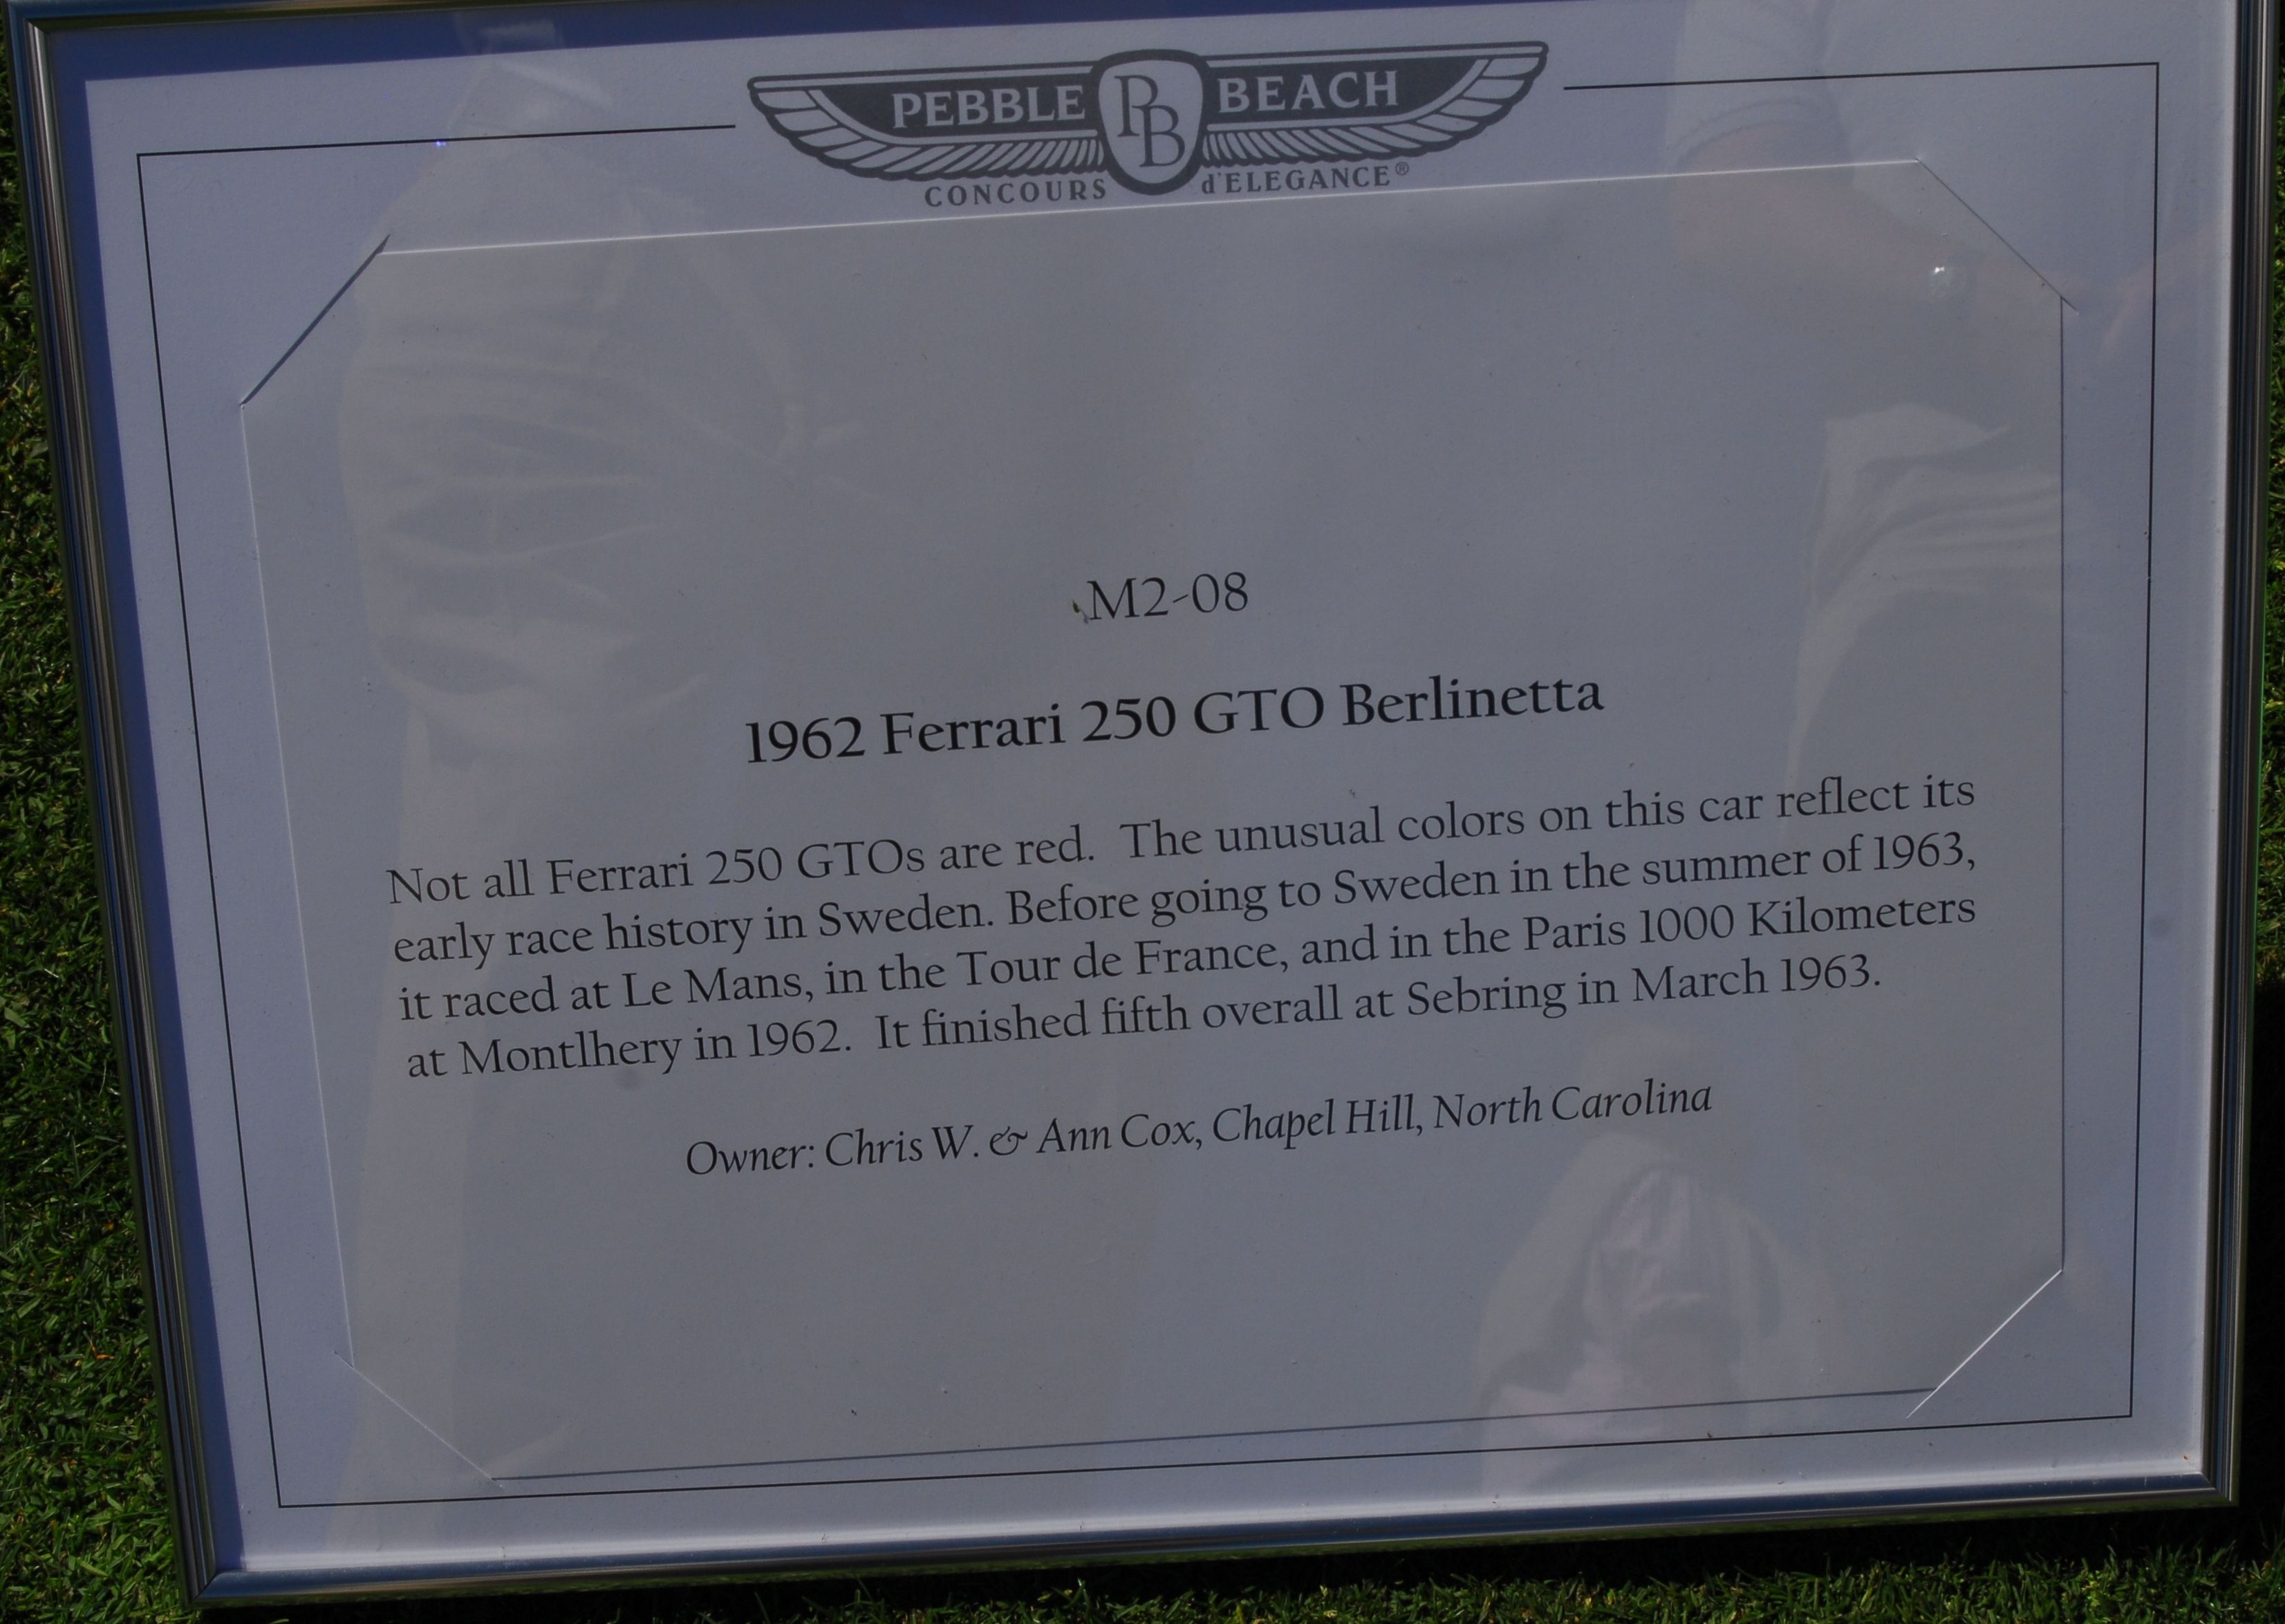 PEBBLE PB BEACH
CONCOURS d'ELEGANCE®
M2-08
1962 Ferrari 250 GTO Berlinetta
Not all Ferrari 250 GTOs are red. The unusual colors on this car reflect its
early race history in Sweden. Before going to Sweden in the summer of 1963,
it raced at Le Mans, in the Tour de France, and in the Paris 1000 Kilometers
at Montlhery in 1962. It finished fifth overall at Sebring in March 1963.
Owner: Chris W. & Ann Cox, Chapel Hill, North Carolina